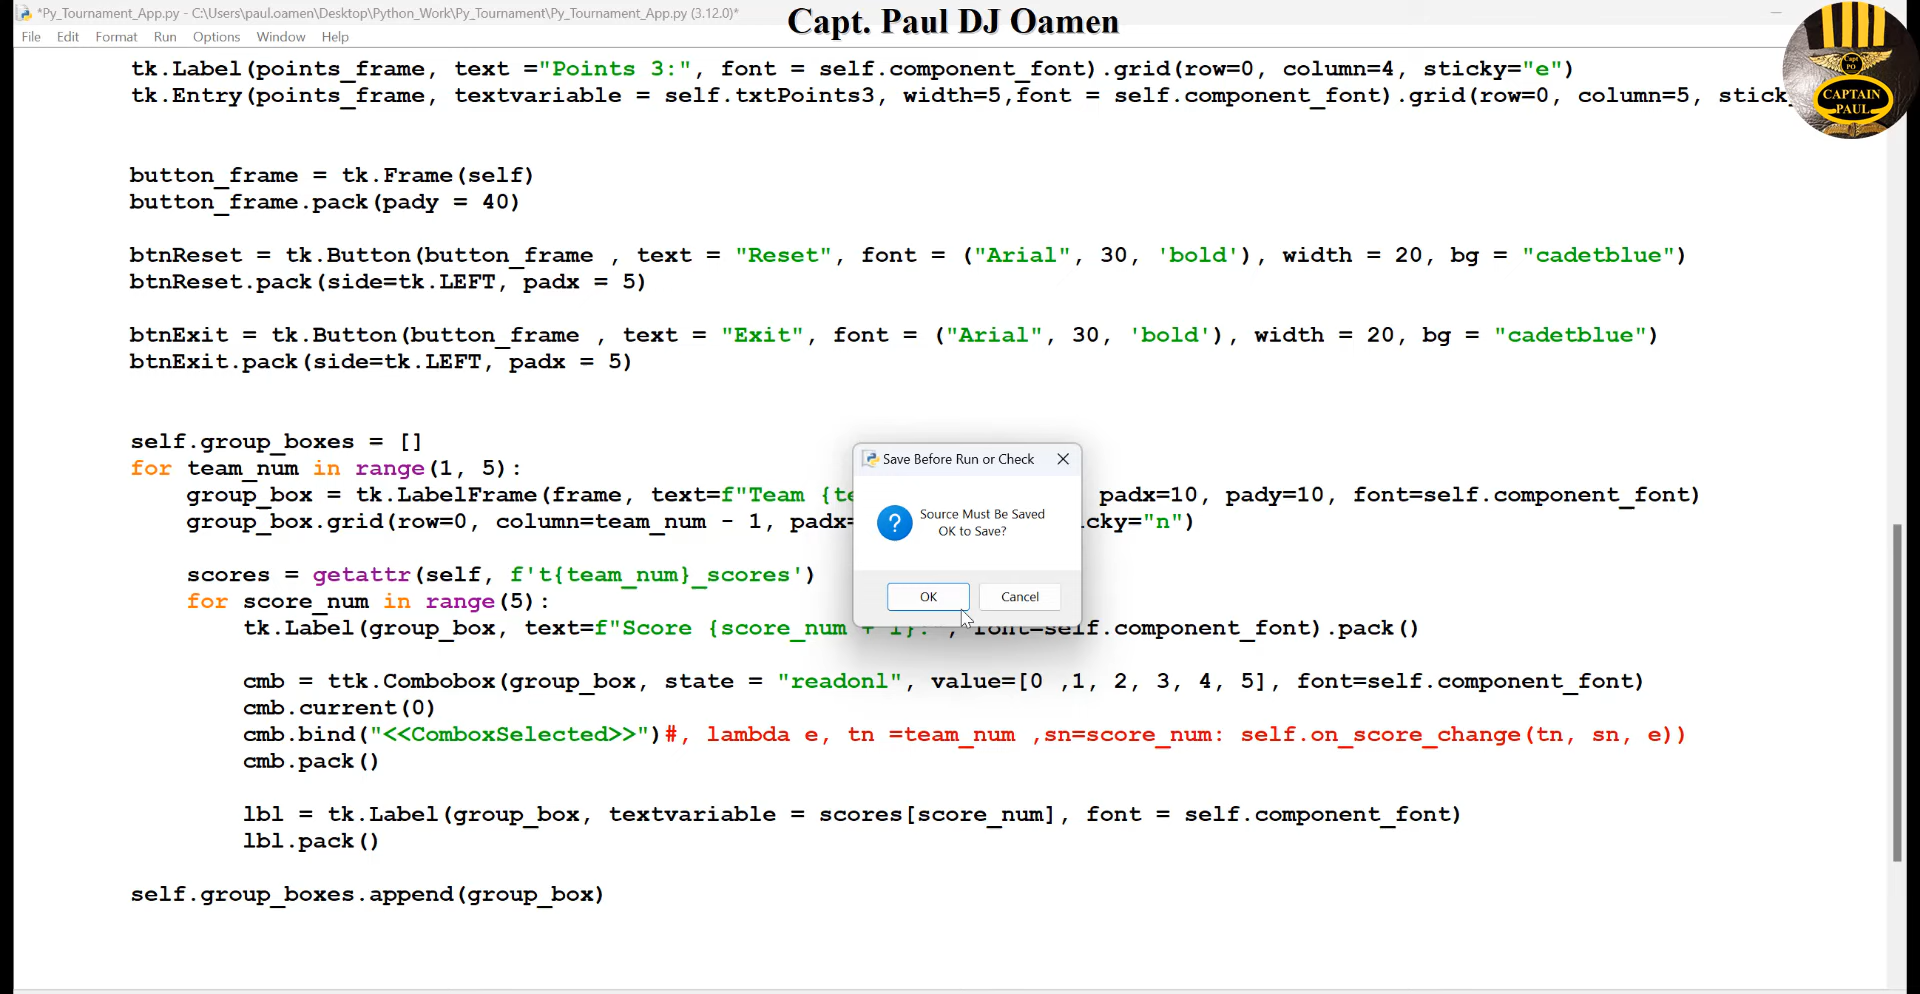 *Py_Tournament_App.py - C:\Users\paul.oamen\Desktop\Python_Work\Py_Tournament\Py_Tournament_App.py (3.12.0)*
Capt. Paul DJ Oamen
File Edit Format Run Options Window Help
tk.Label(points_frame, text ="Points 3:", font = self.component_font).grid(row=0, column=4, sticky="e")
tk.Entry(points_frame, textvariable = self.txtPoints3, width=5,font = self.component_font).grid(row=0, column=5, stick
Capt
PO
CAPTAIN
PAUL
button_frame = tk.Frame(self)
button_frame.pack(pady = 40)
btnReset = tk.Button(button_frame , text = "Reset", font = ("Arial", 30, 'bold'), width = 20, bg = "cadetblue")
btnReset.pack(side=tk.LEFT, padx = 5)
btnExit = tk.Button(button_frame , text = "Exit", font = ("Arial", 30, 'bold'), width = 20, bg = "cadetblue")
btnExit.pack(side=tk.LEFT, padx = 5)
self.group_boxes = []
for team_num in range(1, 5):
group_box = tk.LabelFrame(frame, text=f"Team {te padx=10, pady=10, font=self.component_font)
group_box.grid(row=0, column=team_num - 1, padx= cky="n")
scores = getattr(self, f't{team_num}_scores')
for score_num in range(5):
tk.Label(group_box, text=f"Score {score_num + 1}:", font=self.component_font).pack()
cmb = ttk.Combobox(group_box, state = "readonl", value=[0 ,1, 2, 3, 4, 5], font=self.component_font)
cmb.current(0)
cmb.bind("<<ComboxSelected>>")#, lambda e, tn =team_num ,sn=score_num: self.on_score_change(tn, sn, e))
cmb.pack()
lbl = tk.Label(group_box, textvariable = scores[score_num], font = self.component_font)
lbl.pack()
self.group_boxes.append(group_box)
Save Before Run or Check
Source Must Be Saved
OK to Save?
OK Cancel